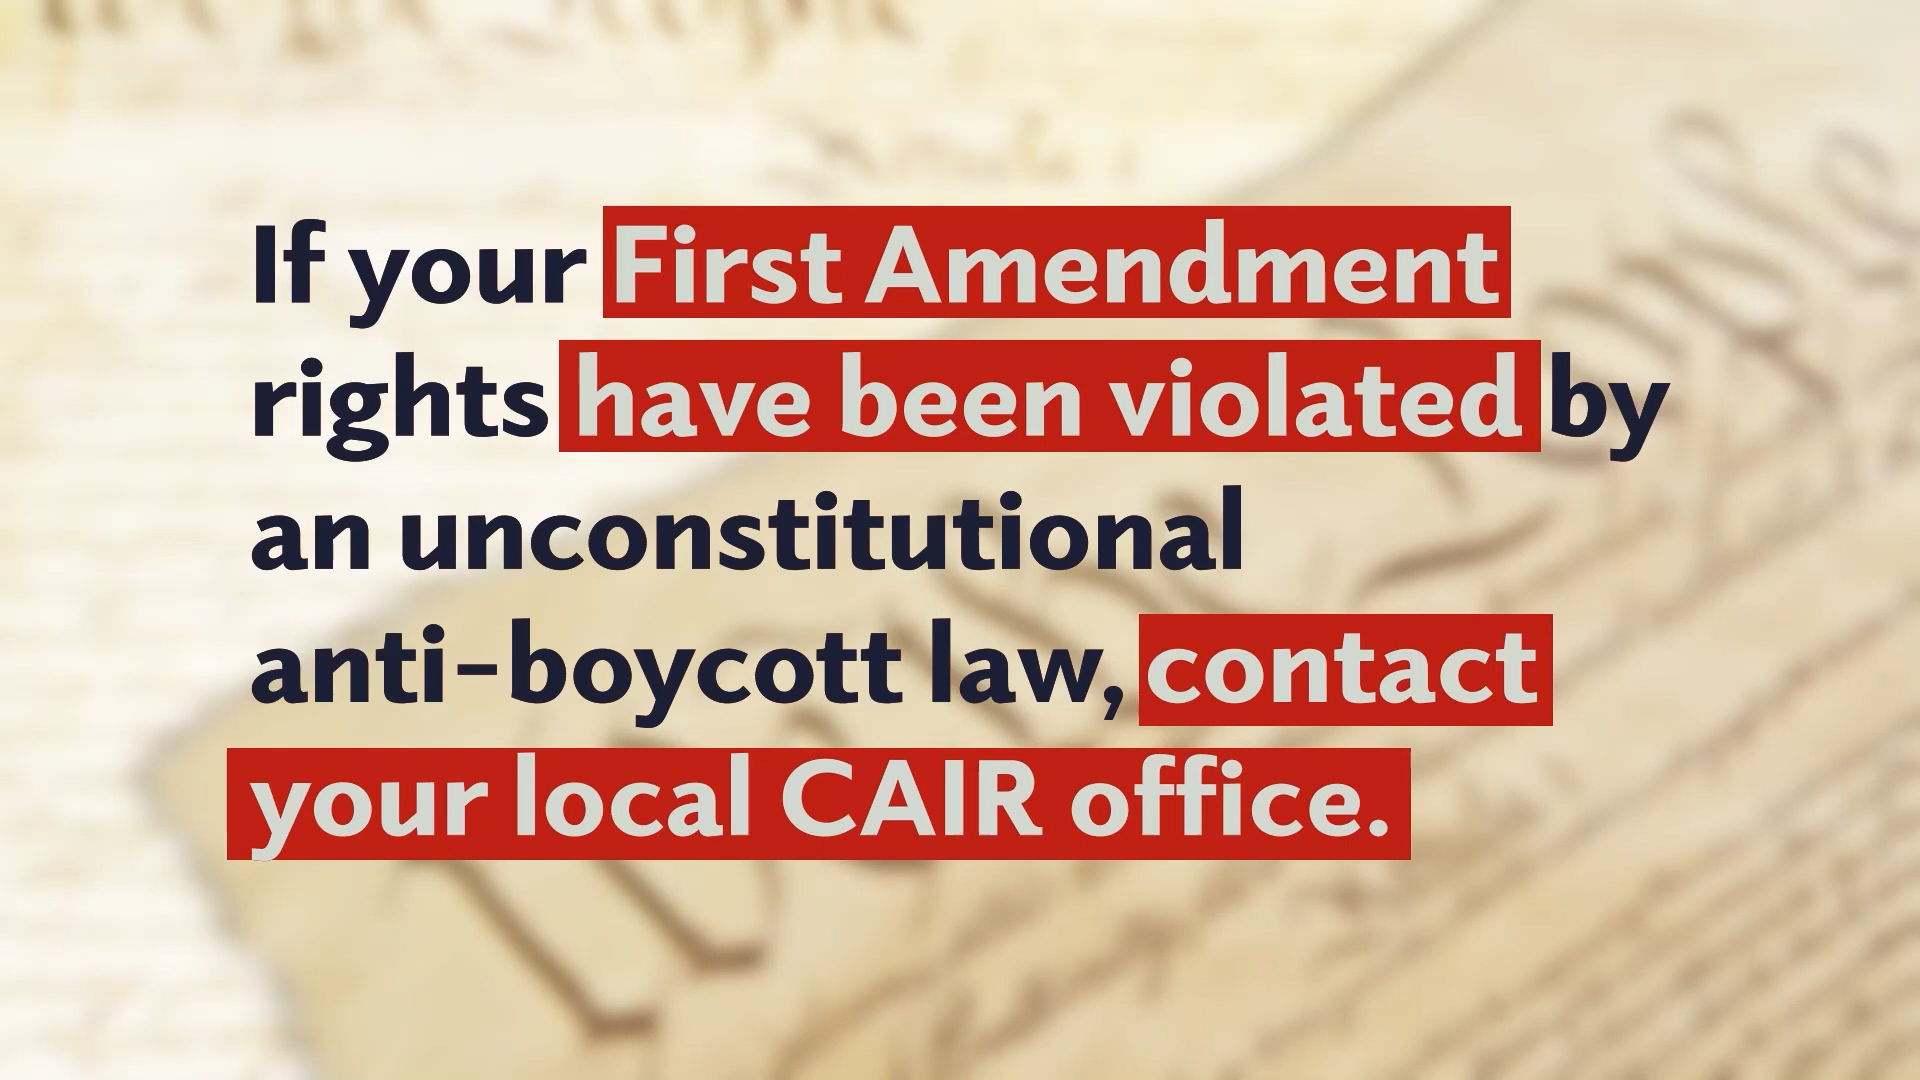 If your First Amendment
rights have been violated by
an unconstitutional
anti-boycott law, contact
your local CAIR office.